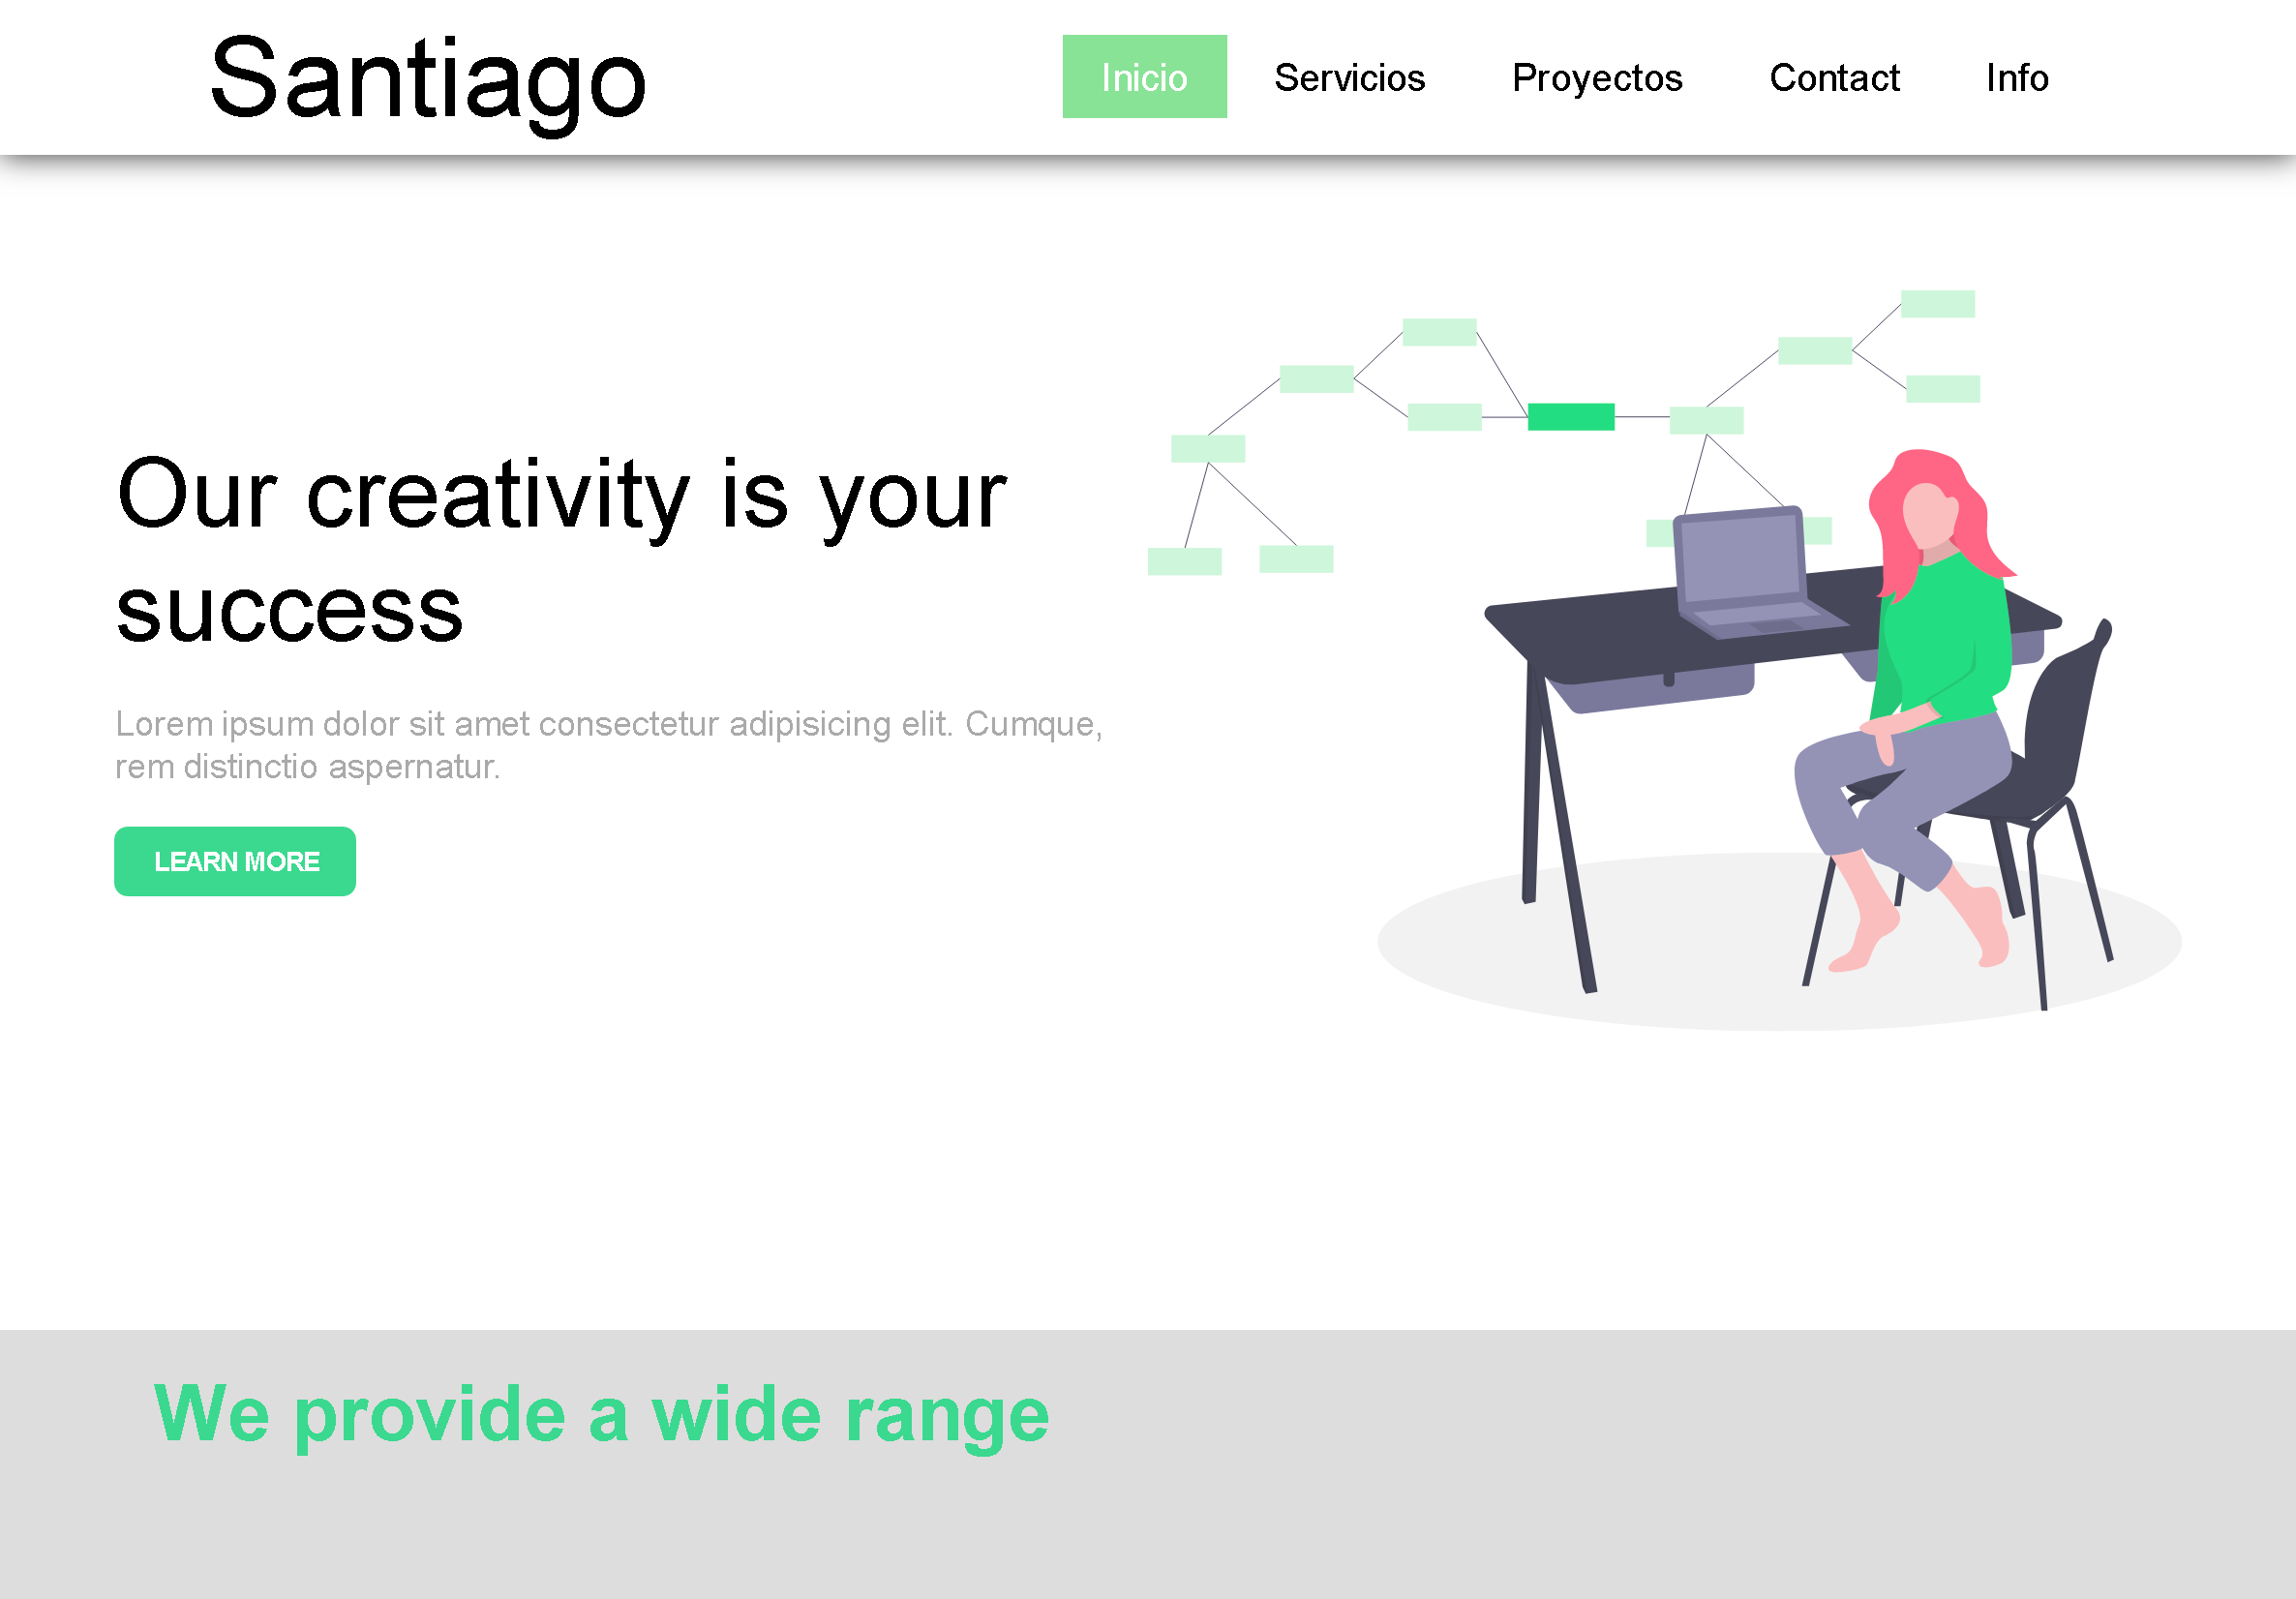 Santiago
Inicio Servicios Proyectos Contact Info
Our creativity is your
success
Lorem ipsum dolor sit amet consectetur adipisicing elit. Cumque,
rem distinctio aspernatur.
LEARN MORE
We provide a wide range